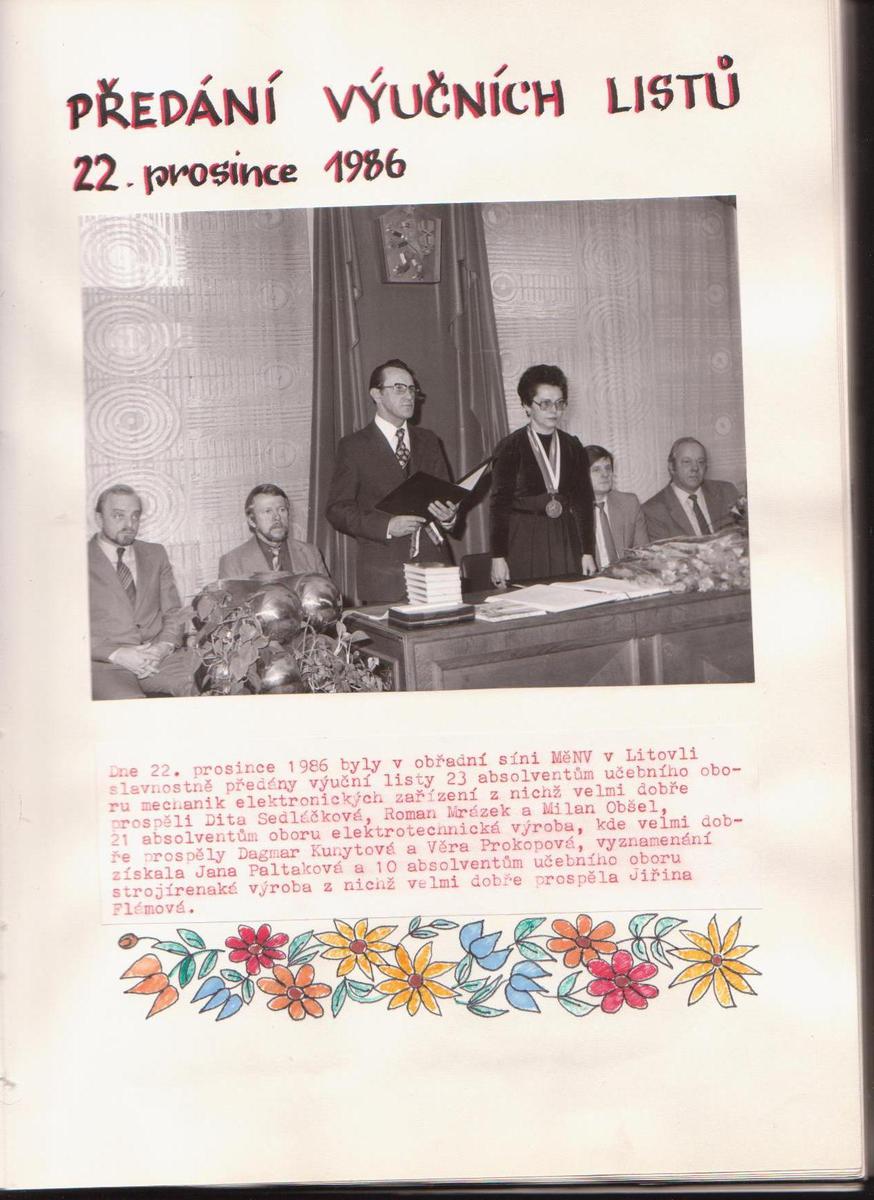 PŘEDÁNÍ VÝUČNÍCH LISTŮ
22. prosince 1986
Dne 22. prosince 1986 byly v obřadní síni MěNV v Litovli
slavnostně předány výuční listy 23 absolventům učebního obo-
ru mechanik elektronických zařízení z nichž velmi dobře
prospěli Dita Sedláčková, Roman Mrázek a Milan Obšel,
21 absolventům oboru elektrotechnická výroba, kde velmi dob-
ře prospěly Dagmar Kunytová a Věra Prokopová, vyznamenání
získala Jana Paltaková a 10 absolventům učebního oboru
strojírenaká výroba z nichž velmi dobře prospěla Jiřina
Flámová.